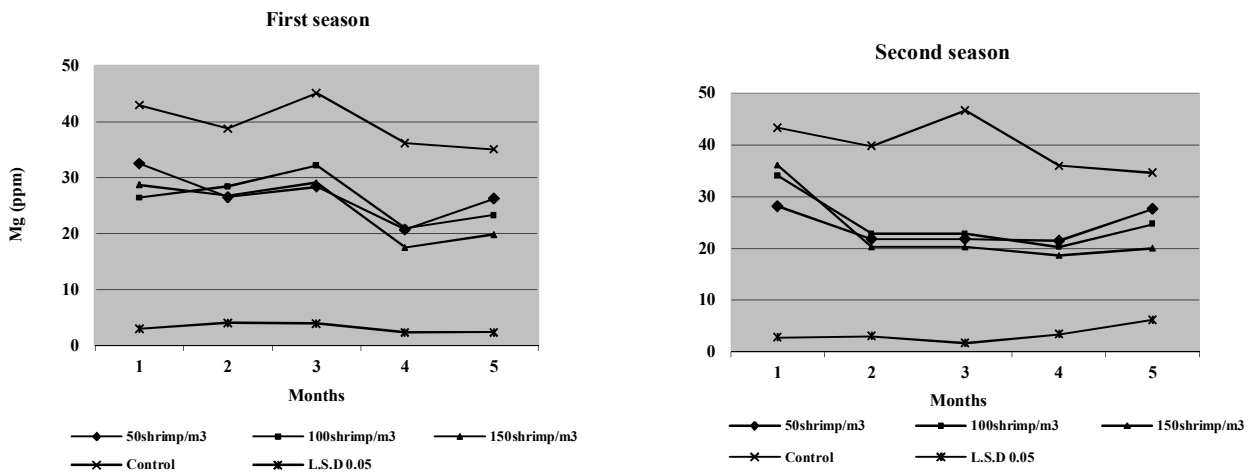 First season
50
40
30
20
10
0
Mg (ppm)
1 2 3 4 5
Months
50shrimp/m3 100shrimp/m3 150shrimp/m3
Control L.S.D 0.05
Second season
50
40
30
20
10
0
1 2 3 4 5
Months
50shrimp/m3 100shrimp/m3 150shrimp/m3
Control L.S.D 0.05